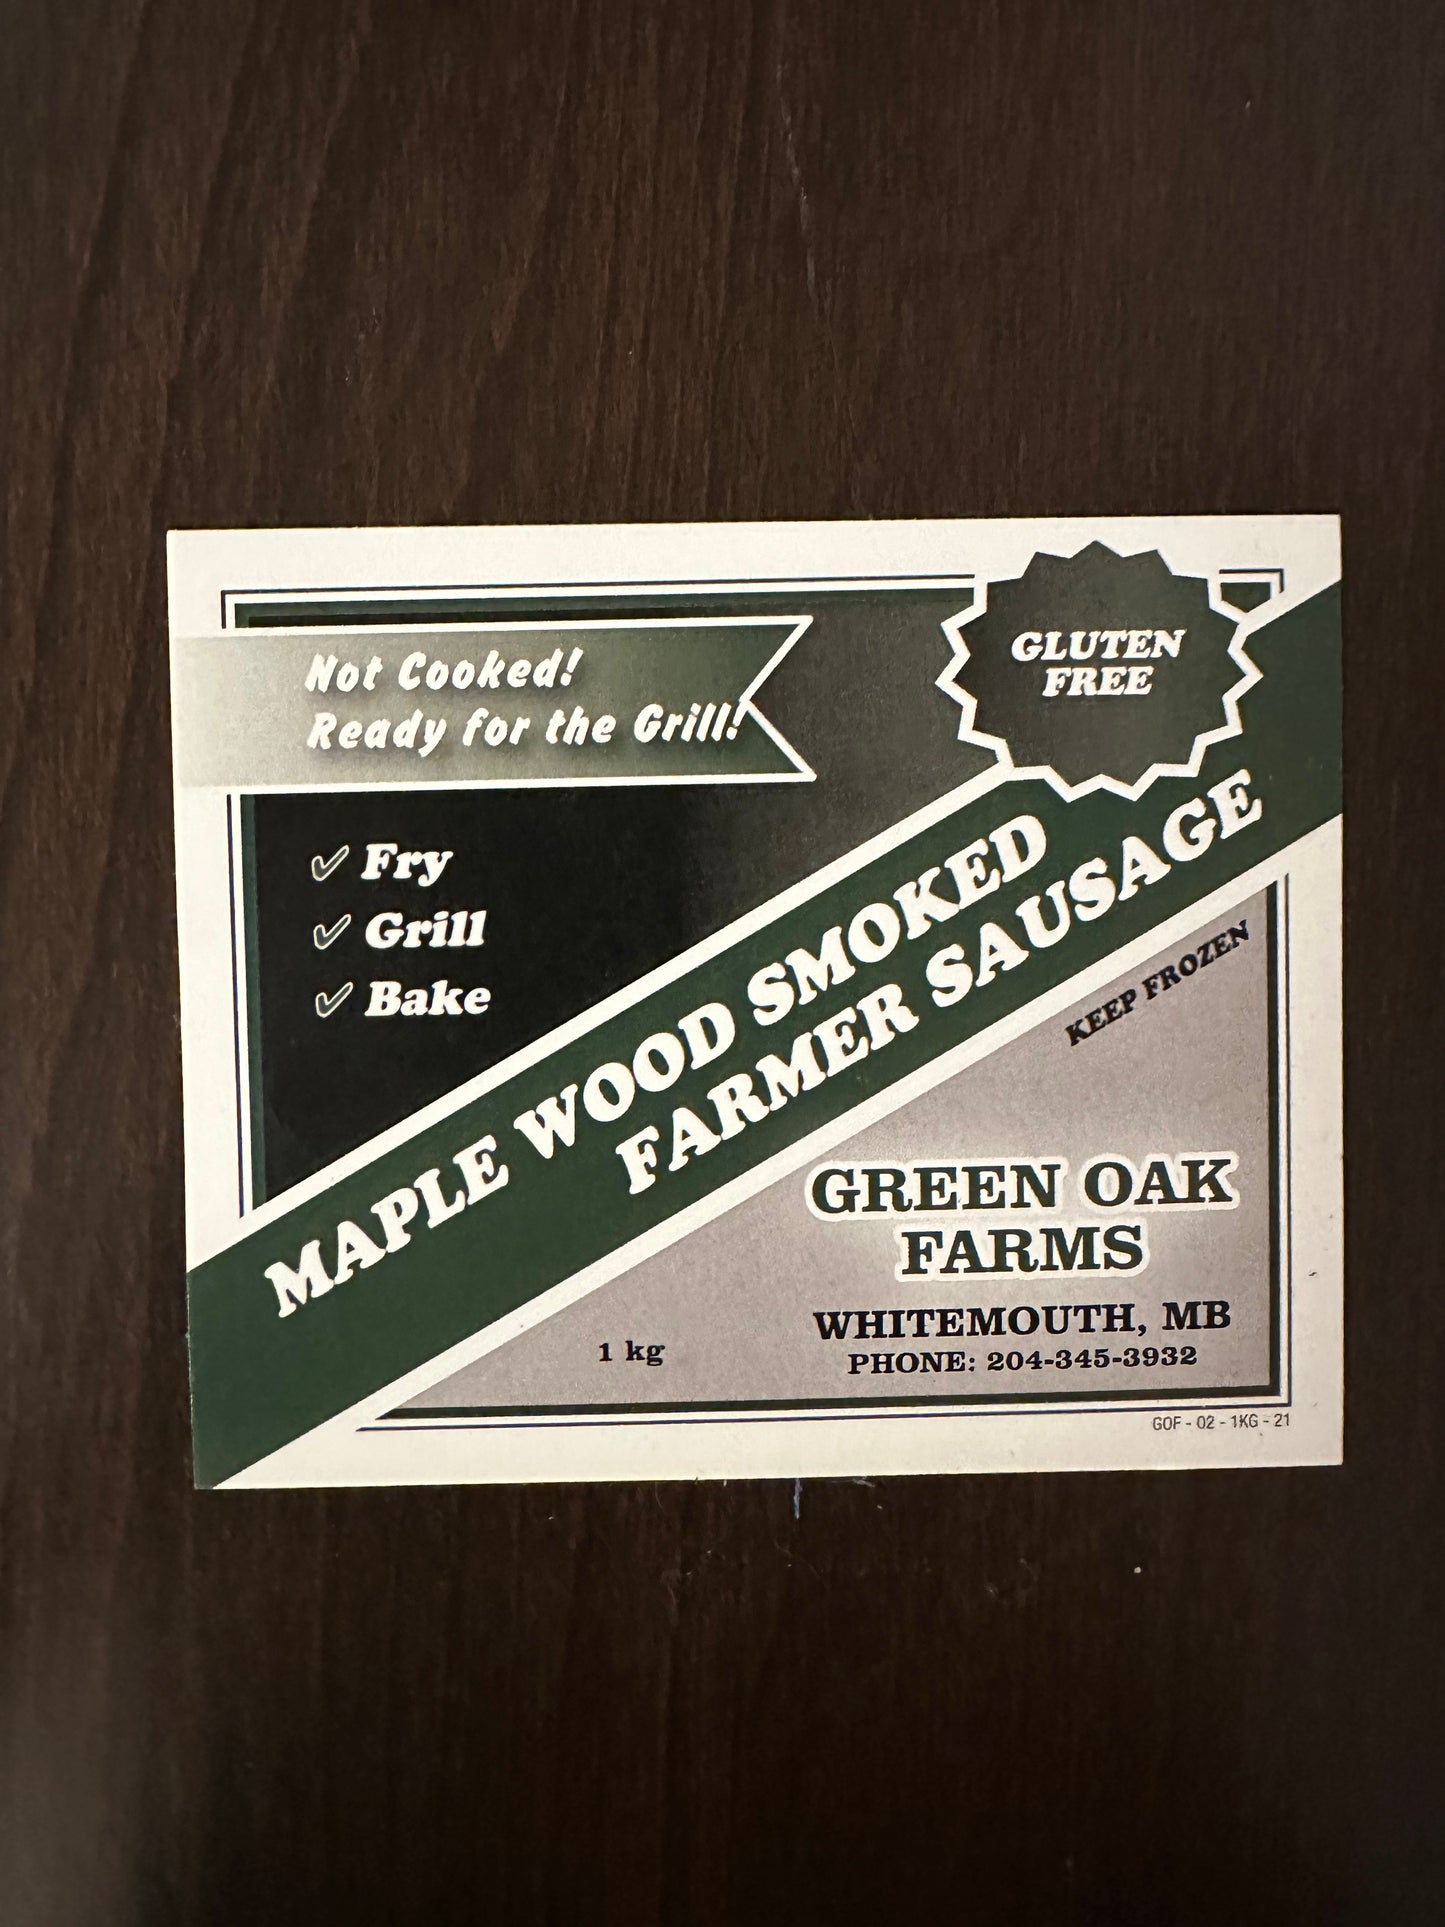 Not Cooked!
Ready for the Grill!
GLUTEN
FREE
Fry
Grill
Bake
MAPLE WOOD SMOKED
FARMER SAUSAGE
KEEP FROZEN
GREEN OAK
FARMS
WHITEMOUTH, MB
PHONE: 204-345-3932
1 kg
GOF - 02 - 1KG - 21